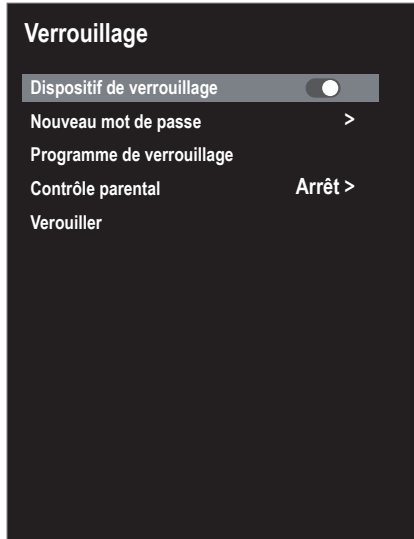 Verrouillage
Dispositif de verrouillage
Nouveau mot de passe >
Programme de verrouillage
Contrôle parental Arrêt >
Verouiller